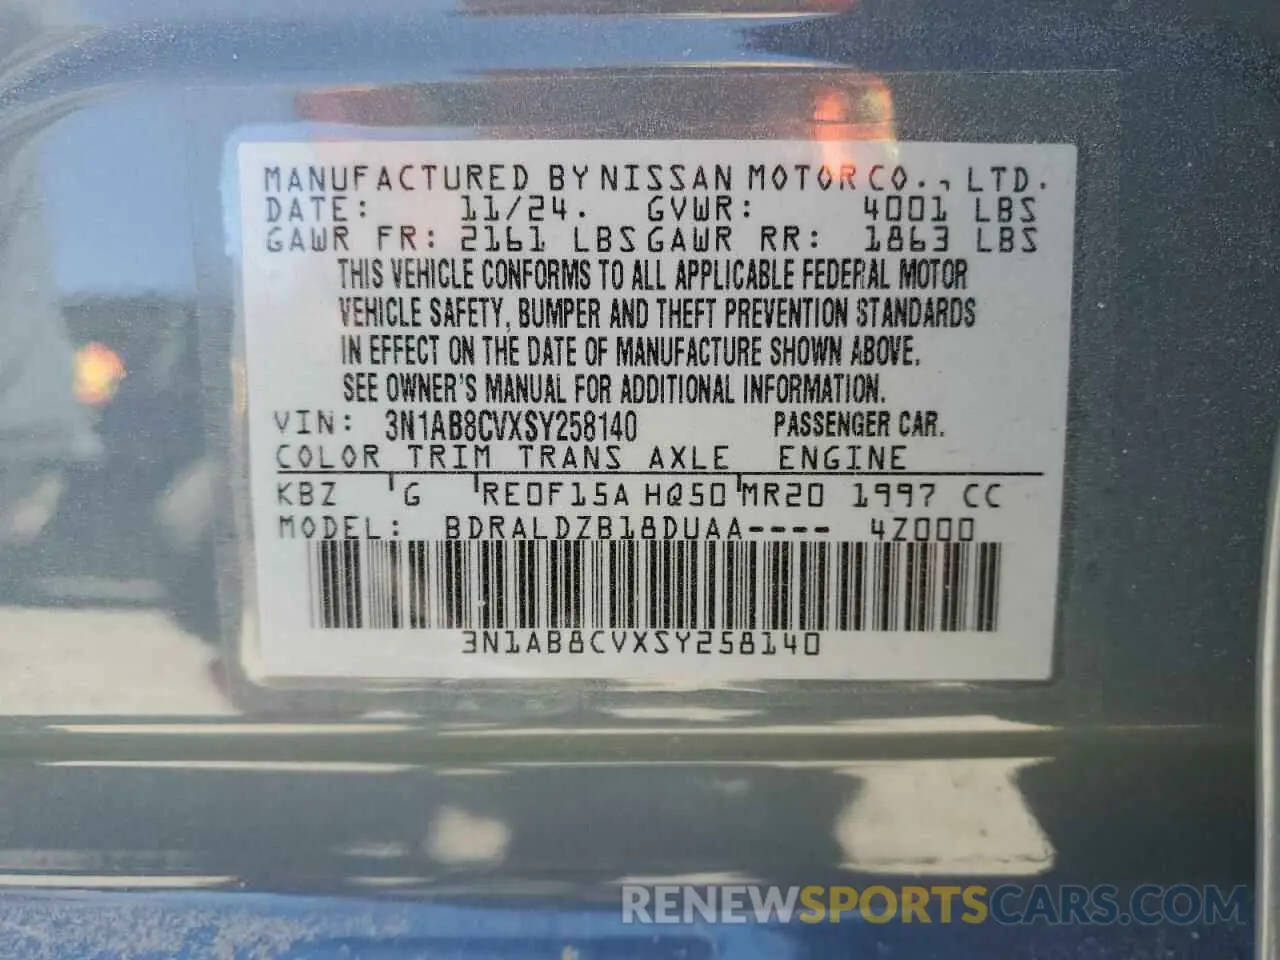 MANUFACTURED BY NISSAN MOTOR CO., LTD.
DATE: 11/24. GVWR: 4001 LBS
GAWR FR: 2161 LBS GAWR RR: 1863 LBS
THIS VEHICLE CONFORMS TO ALL APPLICABLE FEDERAL MOTOR
VEHICLE SAFETY, BUMPER AND THEFT PREVENTION STANDARDS
IN EFFECT ON THE DATE OF MANUFACTURE SHOWN ABOVE.
SEE OWNER'S MANUAL FOR ADDITIONAL INFORMATION.
VIN: 3N1AB8CVXSY258140 PASSENGER CAR.
COLOR TRIM TRANS AXLE ENGINE
KBZ G RE0F15A HQ50 MR20 1997 CC
MODEL: BDRALDZB18DUAA---- 4Z000
3N1AB8CVXSY258140
RENEWSPORTSCARS.COM